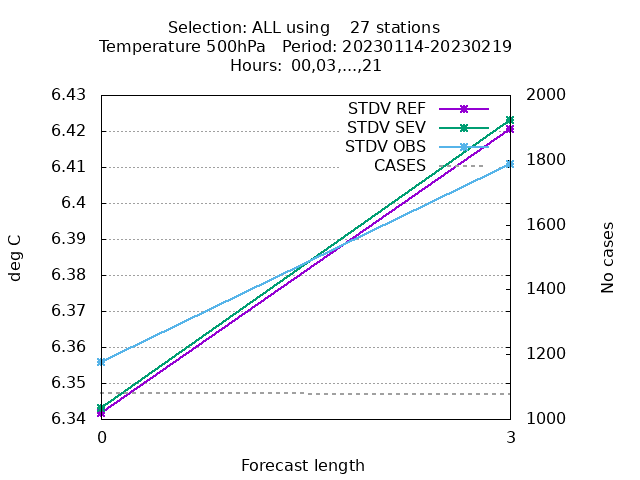 Selection: ALL using    27 stations
Temperature 500hPa   Period: 20230114-20230219
Hours: 00,03,...,21
6.43
6.42
6.41
6.4
6.39
6.38
6.37
6.36
6.35
6.34
deg C
STDV REF
STDV SEV
STDV OBS
CASES
2000
1800
1600
1400
1200
1000
No cases
0
3
Forecast length